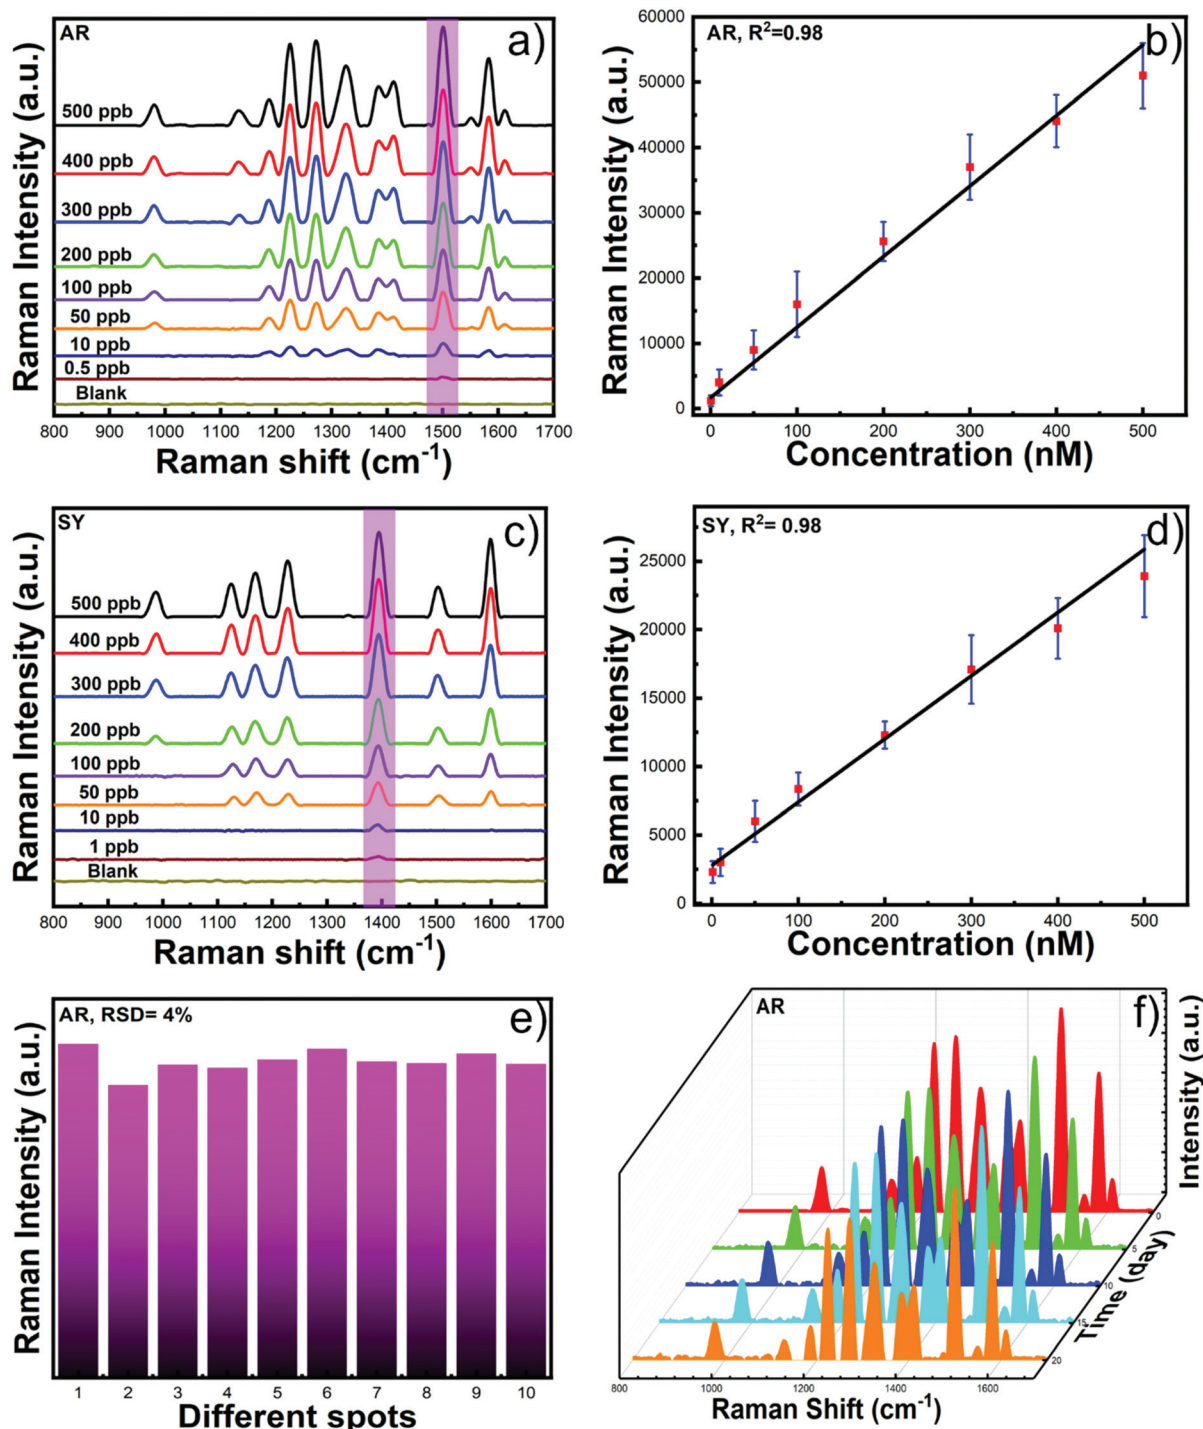 AR
a)
500 ppb
400 ppb
300 ppb
200 ppb
100 ppb
50 ppb
10 ppb
0.5 ppb
Blank
800 900 1000 1100 1200 1300 1400 1500 1600 1700
Raman shift (cm⁻¹)
Raman Intensity (a.u.)
AR, R²=0.98
b)
60000
50000
40000
30000
20000
10000
0
0 100 200 300 400 500
Concentration (nM)
Raman Intensity (a.u.)
SY
c)
500 ppb
400 ppb
300 ppb
200 ppb
100 ppb
50 ppb
10 ppb
1 ppb
Blank
800 900 1000 1100 1200 1300 1400 1500 1600 1700
Raman shift (cm⁻¹)
Raman Intensity (a.u.)
SY, R²= 0.98
d)
25000
20000
15000
10000
5000
0
0 100 200 300 400 500
Concentration (nM)
Raman Intensity (a.u.)
AR, RSD= 4%
e)
1 2 3 4 5 6 7 8 9 10
Different spots
Raman Intensity (a.u.)
AR
f)
Intensity (a.u.)
0
5
10
15
20
Time (day)
800 1000 1200 1400 1600
Raman Shift (cm⁻¹)